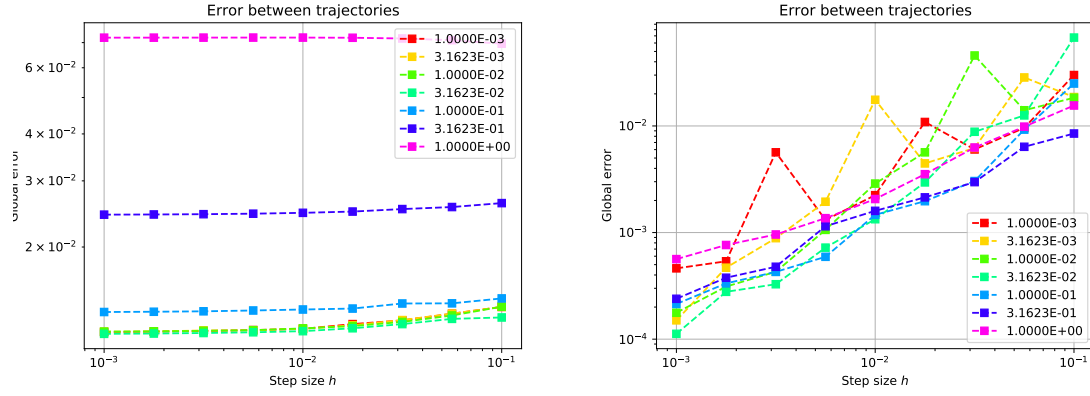 Error between trajectories
6 × 10⁻²
4 × 10⁻²
3 × 10⁻²
2 × 10⁻²
1.0000E-03
3.1623E-03
1.0000E-02
3.1623E-02
1.0000E-01
3.1623E-01
1.0000E+00
10⁻³
10⁻²
10⁻¹
Step size h
Error between trajectories
Global error
10⁻²
10⁻³
10⁻⁴
1.0000E-03
3.1623E-03
1.0000E-02
3.1623E-02
1.0000E-01
3.1623E-01
1.0000E+00
10⁻³
10⁻²
10⁻¹
Step size h